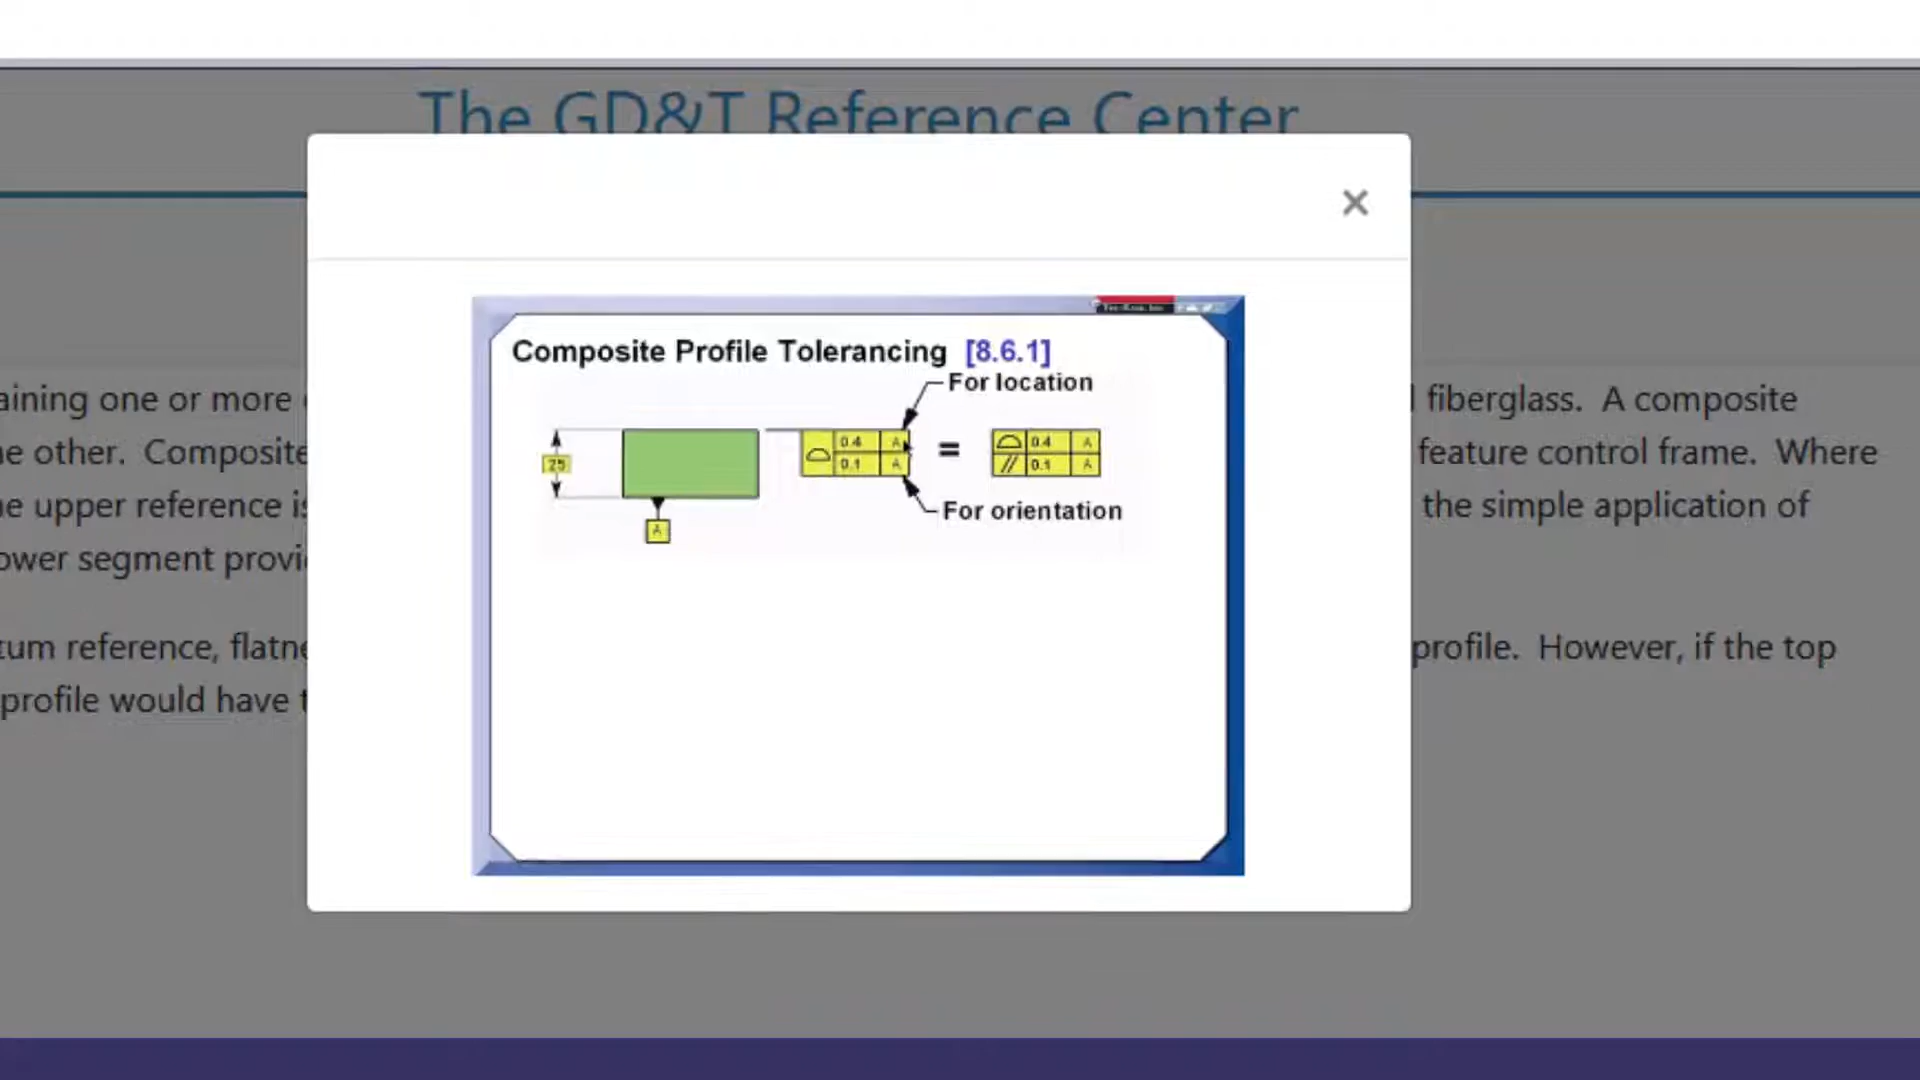 The GD&T Reference Center
×
Composite Profile Tolerancing [8.6.1]
For location
25
0.4 A
0.1 A
=
0.4 A
// 0.1 A
For orientation
A
aining one or more
fiberglass. A composite
e other. Composite
feature control frame. Where
e upper reference is
the simple application of
ower segment provi
tum reference, flatne
profile. However, if the top
profile would have t